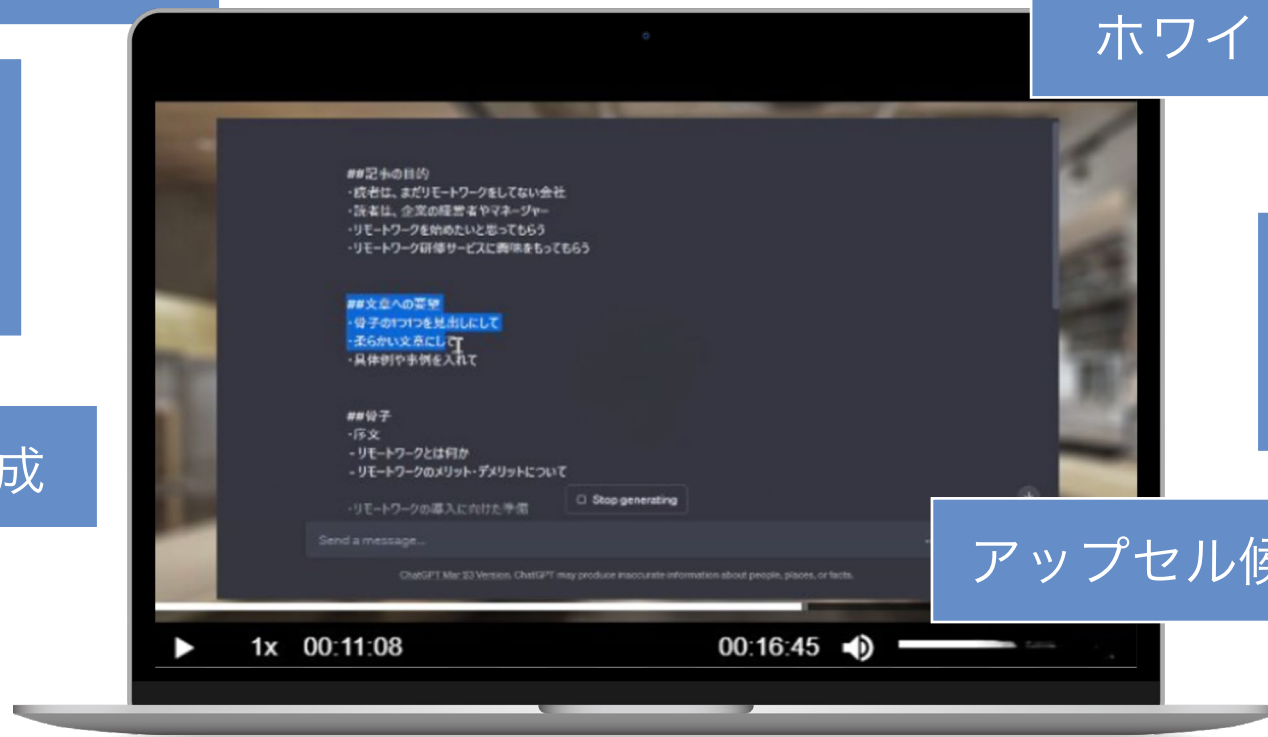 ホワイ
##記事の目的
・読者は、まだリモートワークをしてない会社
・読者は、企業の経営者やマネージャー
・リモートワークを始めたいと思ってもらう
・リモートワーク研修サービスに興味をもってもらう
##文章への要望
・骨子の1つ1つを見出しにして
・柔らかい文章にして
・具体例や事例を入れて
##骨子
・序文
- リモートワークとは何か
- リモートワークのメリット・デメリットについて
・リモートワークの導入に向けた準備
Stop generating
成
Send a message...
ChatGPT Mar 23 Version. ChatGPT may produce inaccurate information about people, places, or facts.
アップセル候
1x 00:11:08 00:16:45